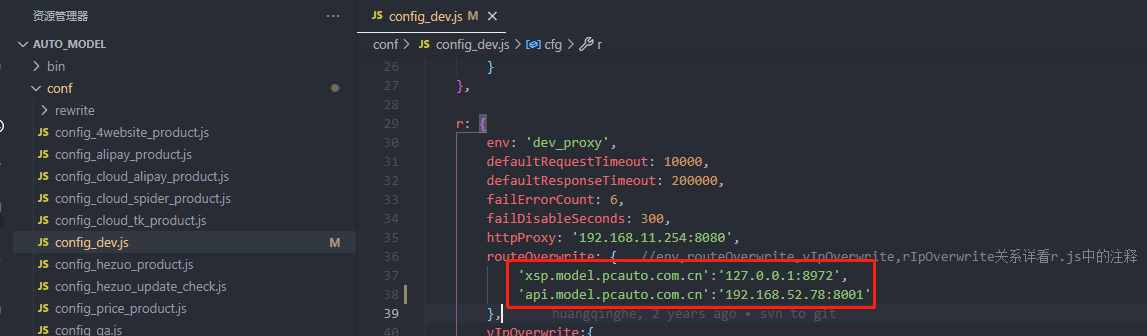 资源管理器
···
JS config_dev.js M ×
AUTO_MODEL
conf > JS config_dev.js > cfg > r
bin
conf
rewrite
JS config_4website_product.js
JS config_alipay_product.js
JS config_cloud_alipay_product.js
JS config_cloud_spider_product.js
JS config_cloud_tk_product.js
JS config_dev.js M
JS config_hezuo_product.js
JS config_hezuo_update_check.js
JS config_price_product.js
JS config_qa.js
26 }
27 },
28
29 r: {
30 env: 'dev_proxy',
31 defaultRequestTimeout: 10000,
32 defaultResponseTimeout: 200000,
33 failErrorCount: 6,
34 failDisableSeconds: 300,
35 httpProxy: '192.168.11.254:8080',
36 routeOverwrite: { //env,routeOverwrite,vIpOverwrite,rIpOverwrite关系详看r.js中的注释
37 'xsp.model.pcauto.com.cn':'127.0.0.1:8972',
38 'api.model.pcauto.com.cn':'192.168.52.78:8001'
39 }, huangqinghe, 2 years ago • svn to git
40 vIpOverwrite:{